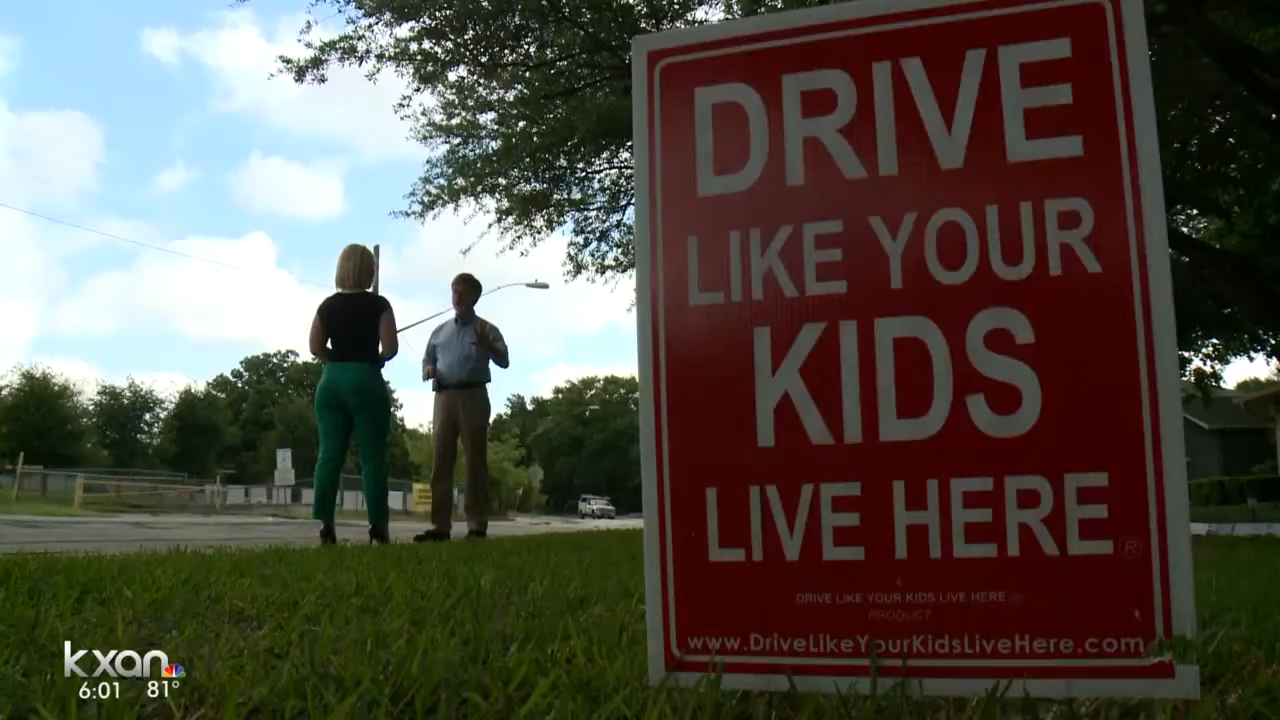 DRIVE
LIKE YOUR
KIDS
LIVE HERE®
DRIVE LIKE YOUR KIDS LIVE HERE
PRODUCT
www.DriveLikeYourKidsLiveHere.com
kxan
6:01 81°